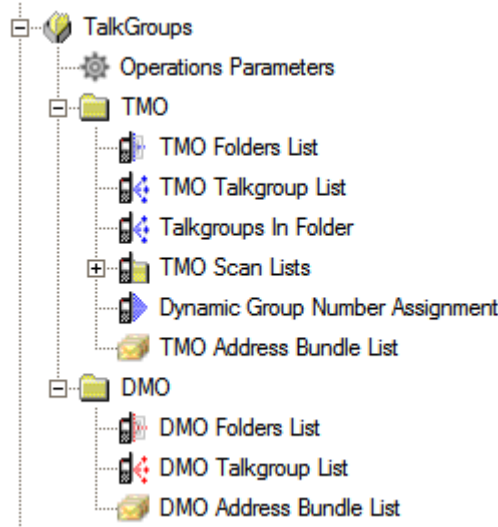 TalkGroups
Operations Parameters
TMO
TMO Folders List
TMO Talkgroup List
Talkgroups In Folder
TMO Scan Lists
Dynamic Group Number Assignment
TMO Address Bundle List
DMO
DMO Folders List
DMO Talkgroup List
DMO Address Bundle List